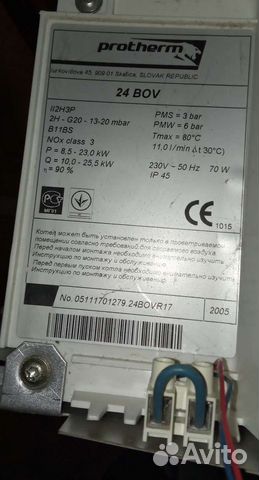 protherm
Jurkovičova 45, 909 01 Skalica, SLOVAK REPUBLIC
24 BOV
II2H3P
2H - G20 - 13-20 mbar
B11BS
NOx class 3
P = 8,5 - 23,0 kW
Q = 10,0 - 25,5 kW
η = 90 %
PMS = 3 bar
PMW = 6 bar
Tmax = 80°C
11,0 l/min (Δt 30°C)
230V ~ 50 Hz 70 W
IP 45
РСТ
МП31
CE 1015
Котел может быть установлен только в проветриваемом
помещении согласно требований для свежего воздуха.
Перед началом монтажа необходимо внимательно изучить
Инструкцию по монтажу и обслуживанию.
Перед первым пуском котла необходимо внимательно изучить
Инструкцию по монтажу и обслуживанию.
No. 05111701279.24BOVR17
2005
Avito